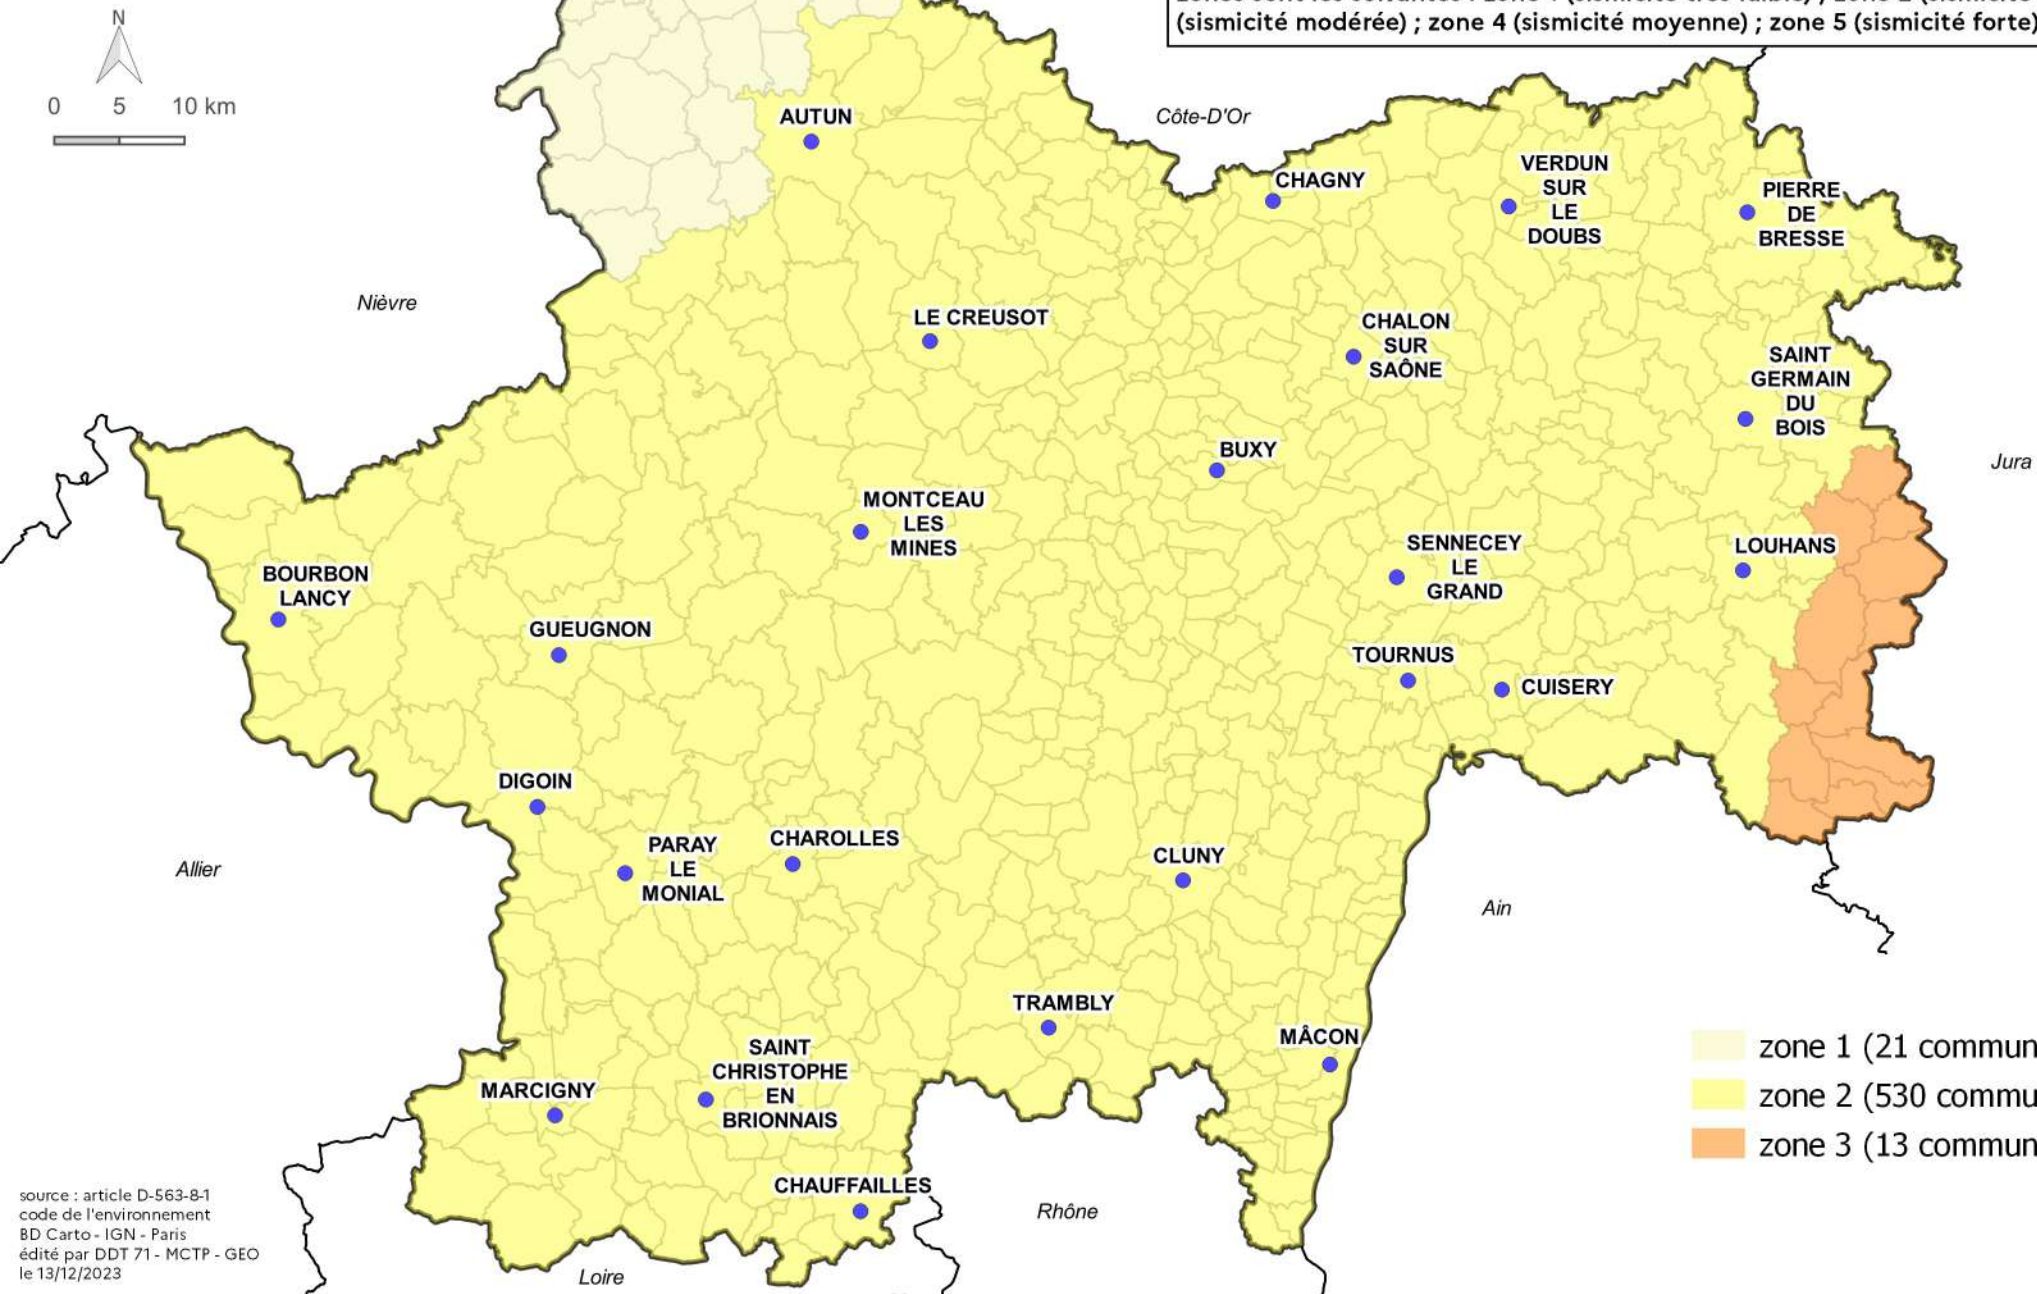 (sismicité modérée) ; zone 4 (sismicité moyenne) ; zone 5 (sismicité forte)
N
0 5 10 km
Côte-D'Or
AUTUN
CHAGNY
VERDUN
SUR
LE
DOUBS
PIERRE
DE
BRESSE
Nièvre
LE CREUSOT
CHALON
SUR
SAÔNE
SAINT
GERMAIN
DU
BOIS
BUXY
Jura
MONTCEAU
LES
MINES
SENNECEY
LE
GRAND
LOUHANS
BOURBON
LANCY
GUEUGNON
TOURNUS
CUISERY
DIGOIN
PARAY
LE
MONIAL
CHAROLLES
CLUNY
Allier
Ain
TRAMBLY
MÂCON
SAINT
CHRISTOPHE
EN
BRIONNAIS
MARCIGNY
CHAUFFAILLES
Rhône
Loire
zone 1 (21 commun
zone 2 (530 commu
zone 3 (13 commun
source : article D-563-8-1
code de l'environnement
BD Carto - IGN - Paris
édité par DDT 71 - MCTP - GEO
le 13/12/2023